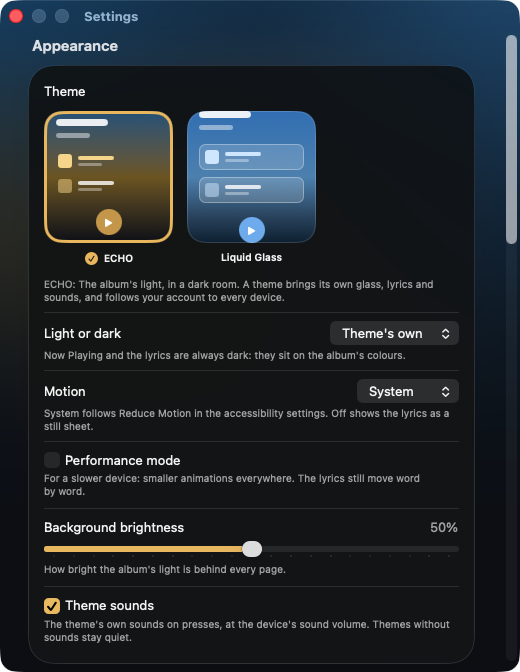 Settings
Appearance
Theme
ECHO
Liquid Glass
ECHO: The album's light, in a dark room. A theme brings its own glass, lyrics and
sounds, and follows your account to every device.
Light or dark
Theme's own
Now Playing and the lyrics are always dark: they sit on the album's colours.
Motion
System
System follows Reduce Motion in the accessibility settings. Off shows the lyrics as a
still sheet.
Performance mode
For a slower device: smaller animations everywhere. The lyrics still move word
by word.
Background brightness
50%
How bright the album's light is behind every page.
Theme sounds
The theme's own sounds on presses, at the device's sound volume. Themes without
sounds stay quiet.